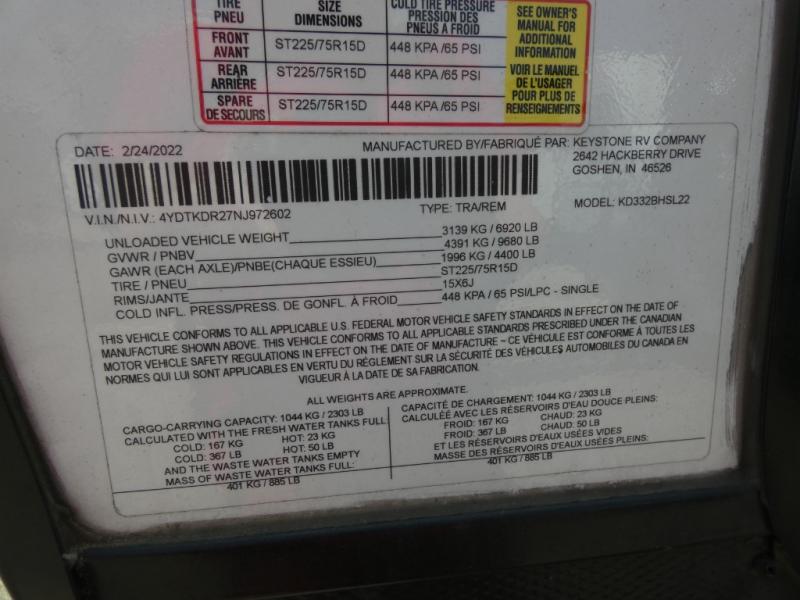 TIRE SIZE COLD TIRE PRESSURE
PNEU DIMENSIONS PRESSION DES
PNEUS A FROID
FRONT
AVANT ST225/75R15D 448 KPA /65 PSI
REAR
ARRIÈRE ST225/75R15D 448 KPA /65 PSI
SPARE
DE SECOURS ST225/75R15D 448 KPA /65 PSI
SEE OWNER'S
MANUAL FOR
ADDITIONAL
INFORMATION
VOIR LE MANUEL
DE L'USAGER
POUR PLUS DE
RENSEIGNEMENTS
DATE: 2/24/2022
MANUFACTURED BY/FABRIQUÉ PAR: KEYSTONE RV COMPANY
2642 HACKBERRY DRIVE
GOSHEN, IN 46526
V.I.N./N.I.V.: 4YDTKDR27NJ972602 TYPE: TRA/REM MODEL: KD332BHSL22
UNLOADED VEHICLE WEIGHT 3139 KG / 6920 LB
GVWR / PNBV 4391 KG / 9680 LB
GAWR (EACH AXLE)/PNBE(CHAQUE ESSIEU) 1996 KG / 4400 LB
TIRE / PNEU ST225/75R15D
RIMS/JANTE 15X6J
COLD INFL. PRESS/PRESS. DE GONFL. À FROID 448 KPA / 65 PSI/LPC - SINGLE
THIS VEHICLE CONFORMS TO ALL APPLICABLE U.S. FEDERAL MOTOR VEHICLE SAFETY STANDARDS IN EFFECT ON THE DATE OF
MANUFACTURE SHOWN ABOVE. THIS VEHICLE CONFORMS TO ALL APPLICABLE STANDARDS PRESCRIBED UNDER THE CANADIAN
MOTOR VEHICLE SAFETY REGULATIONS IN EFFECT ON THE DATE OF MANUFACTURE – CE VÉHICULE EST CONFORME À TOUTES LES
NORMES QUI LUI SONT APPLICABLES EN VERTU DU RÉGLEMENT SUR LA SÉCURITÉ DES VÉHICULES AUTOMOBILES DU CANADA EN
VIGUEUR À LA DATE DE SA FABRICATION.
ALL WEIGHTS ARE APPROXIMATE.
CARGO-CARRYING CAPACITY: 1044 KG / 2303 LB
CALCULATED WITH THE FRESH WATER TANKS FULL:
COLD: 167 KG HOT: 23 KG
COLD: 367 LB HOT: 50 LB
AND THE WASTE WATER TANKS EMPTY
MASS OF WASTE WATER TANKS FULL:
401 KG / 885 LB
CAPACITÉ DE CHARGEMENT: 1044 KG / 2303 LB
CALCULÉE AVEC LES RÉSERVOIRS D'EAU DOUCE PLEINS:
FROID: 167 KG CHAUD: 23 KG
FROID: 367 LB CHAUD: 50 LB
ET LES RÉSERVOIRS D'EAUX USÉES VIDES
MASSE DES RÉSERVOIRS D'EAUX USÉES PLEINS:
401 KG / 885 LB